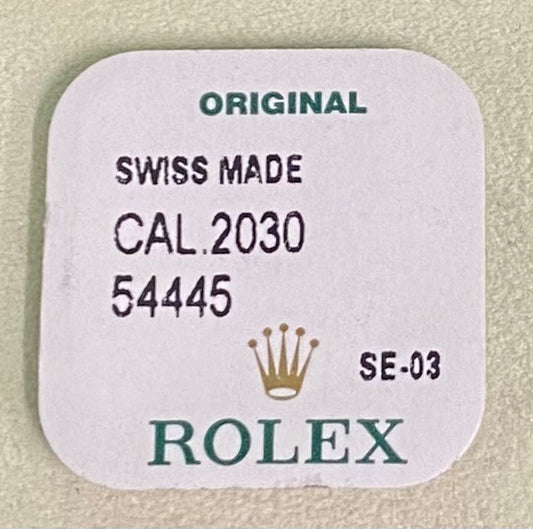 ORIGINAL
SWISS MADE
CAL.2030
54445
SE-03
ROLEX